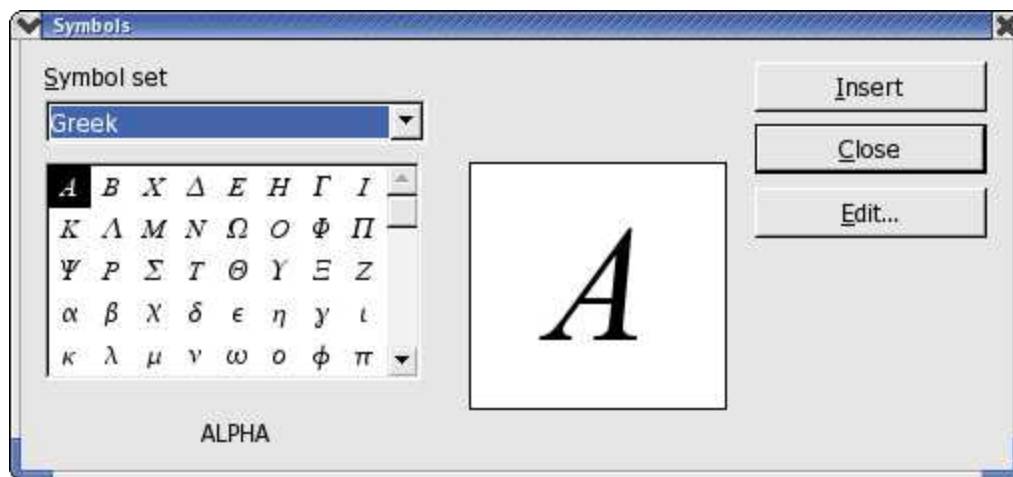 Symbols
Symbol set
Greek
Α Β Χ Δ Ε Η Γ Ι
Κ Λ Μ Ν Ω Ο Φ Π
Ψ Ρ Σ Τ Θ Υ Ξ Ζ
α β χ δ ϵ η γ ι
κ λ μ ν ω ο ϕ π
ALPHA
Α
Insert
Close
Edit...